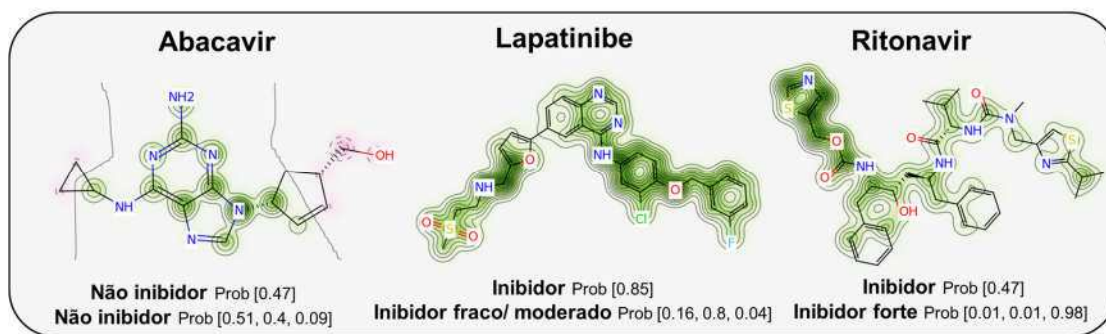 Abacavir
Lapatinibe
Ritonavir
NH2
N
N
NH
N
N
OH
N
N
NH
O
NH
O
S
O
O
Cl
F
N
S
O
O
NH
O
NH
O
NH
N
S
N
OH
Não inibidor Prob [0.47]
Não inibidor Prob [0.51, 0.4, 0.09]
Inibidor Prob [0.85]
Inibidor fraco/ moderado Prob [0.16, 0.8, 0.04]
Inibidor Prob [0.47]
Inibidor forte Prob [0.01, 0.01, 0.98]